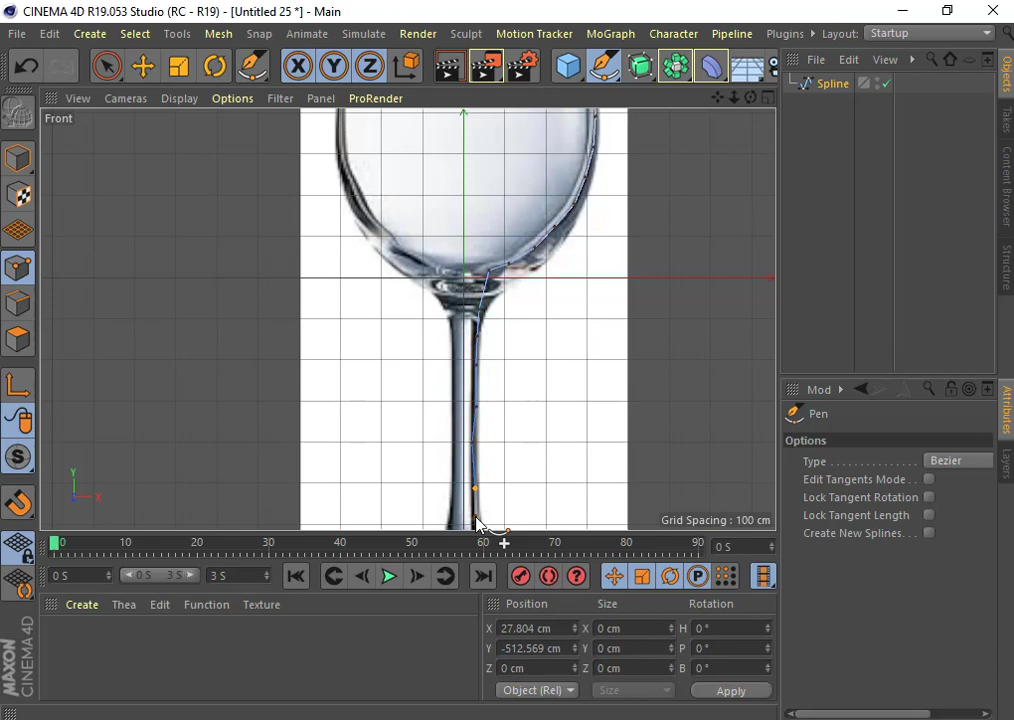 CINEMA 4D R19.053 Studio (RC - R19) - [Untitled 25 *] - Main
File Edit Create Select Tools Mesh Snap Animate Simulate Render Sculpt Motion Tracker MoGraph Character Pipeline Plugins Layout: Startup
X Y Z
View Cameras Display Options Filter Panel ProRender
File Edit View
Front
Spline
Objects
Takes
Content Browser
Structure
Mod
Attributes
Layers
Pen
Options
Type Bezier
Edit Tangents Mode
Lock Tangent Rotation
Lock Tangent Length
Create New Splines
Y
X
Grid Spacing : 100 cm
0 10 20 30 40 50 60 70 80 90 0 S
0 S 0 S 3 S 3 S
Create Thea Edit Function Texture
Position Size Rotation
X 27.804 cm X 0 cm H 0 °
Y -512.569 cm Y 0 cm P 0 °
Z 0 cm Z 0 cm B 0 °
Object (Rel) Size Apply
MAXON
CINEMA 4D